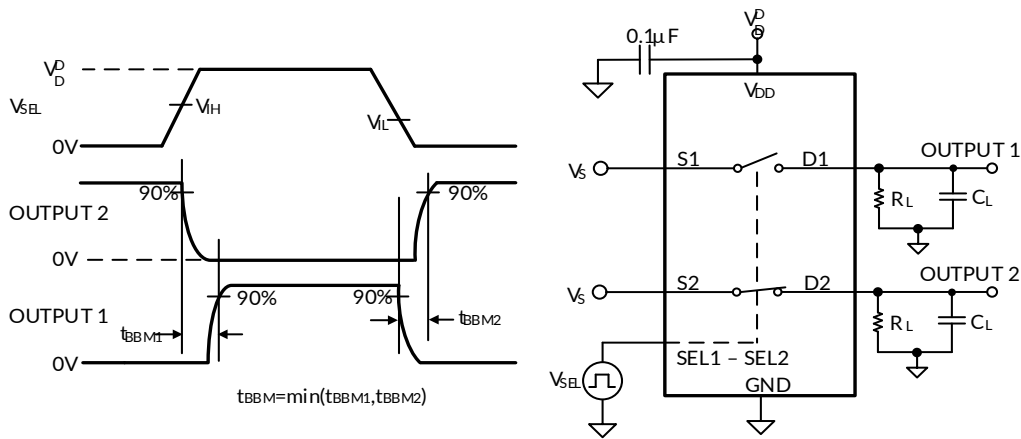 VDD
VSEL
VIH
VIL
0V
90%
90%
OUTPUT 2
0V
90%
90%
OUTPUT 1
tBBM1
tBBM2
0V
tBBM=min(tBBM1,tBBM2)
VDD
0.1μF
VDD
OUTPUT 1
VS
S1
D1
RL
CL
OUTPUT 2
VS
S2
D2
RL
CL
SEL1 – SEL2
VSEL
GND